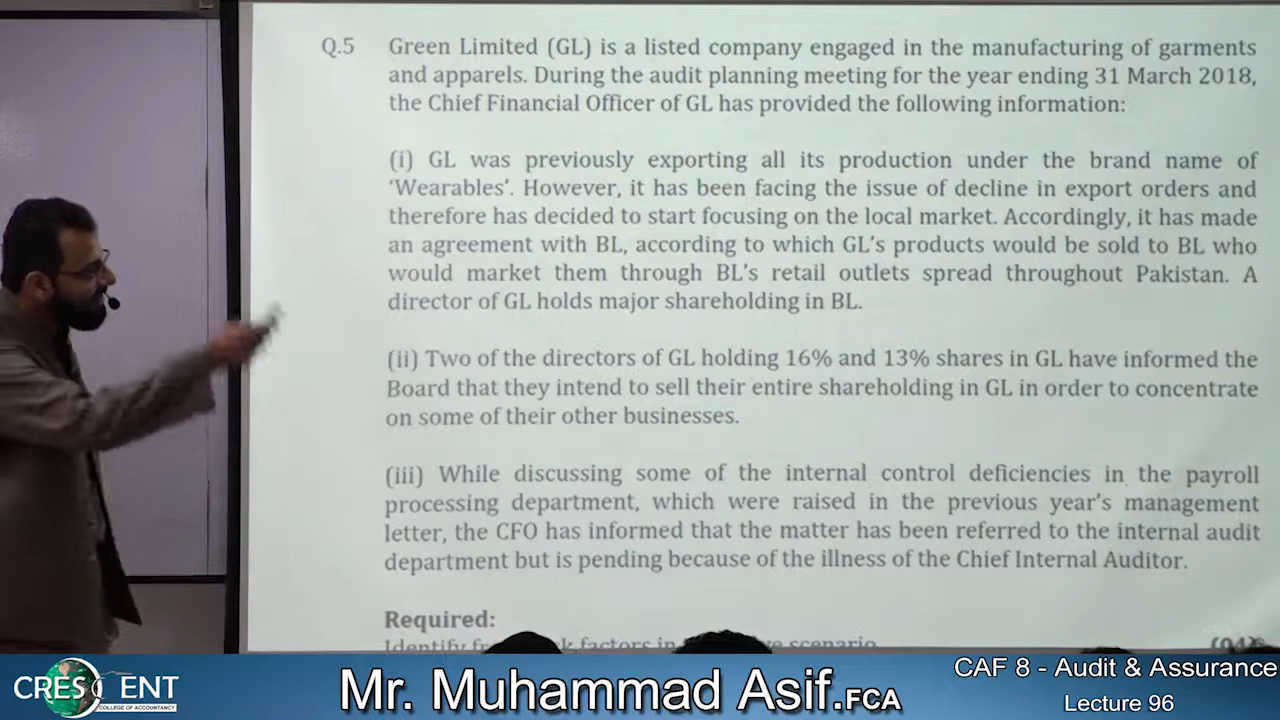 Q.5 Green Limited (GL) is a listed company engaged in the manufacturing of garments
and apparels. During the audit planning meeting for the year ending 31 March 2018,
the Chief Financial Officer of GL has provided the following information:
(i) GL was previously exporting all its production under the brand name of
‘Wearables’. However, it has been facing the issue of decline in export orders and
therefore has decided to start focusing on the local market. Accordingly, it has made
an agreement with BL, according to which GL’s products would be sold to BL who
would market them through BL’s retail outlets spread throughout Pakistan. A
director of GL holds major shareholding in BL.
(ii) Two of the directors of GL holding 16% and 13% shares in GL have informed the
Board that they intend to sell their entire shareholding in GL in order to concentrate
on some of their other businesses.
(iii) While discussing some of the internal control deficiencies in the payroll
processing department, which were raised in the previous year’s management
letter, the CFO has informed that the matter has been referred to the internal audit
department but is pending because of the illness of the Chief Internal Auditor.
Required:
Identify factors in scenario
CRESCENT
COLLEGE OF ACCOUNTANCY
Mr. Muhammad Asif.FCA
CAF 8 - Audit & Assurance
Lecture 96